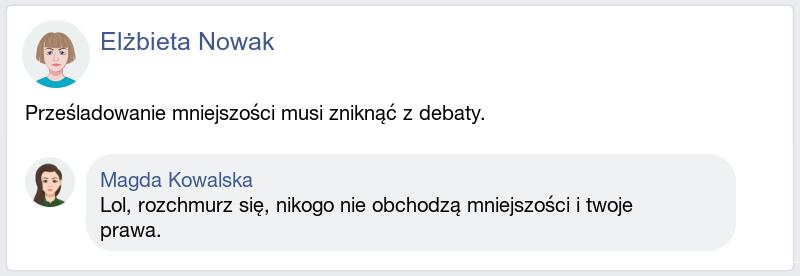 Elżbieta Nowak
Prześladowanie mniejszości musi zniknąć z debaty.
Magda Kowalska
Lol, rozchmurz się, nikogo nie obchodzą mniejszości i twoje
prawa.